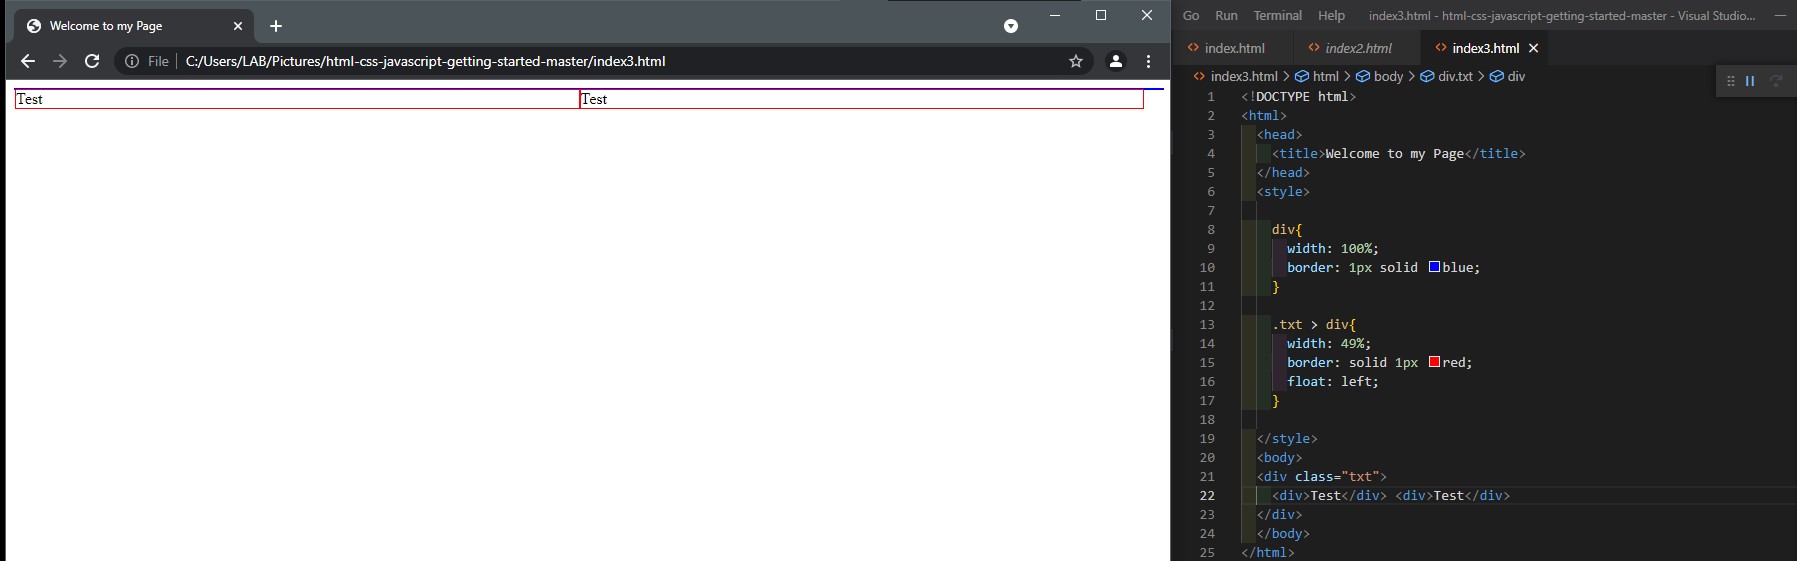 Welcome to my Page
File C:/Users/LAB/Pictures/html-css-javascript-getting-started-master/index3.html
Test Test
Go Run Terminal Help index3.html - html-css-javascript-getting-started-master - Visual Studio...
index.html index2.html index3.html
index3.html > html > body > div.txt > div
1 <!DOCTYPE html>
2 <html>
3 <head>
4 <title>Welcome to my Page</title>
5 </head>
6 <style>
7
8 div{
9 width: 100%;
10 border: 1px solid blue;
11 }
12
13 .txt > div{
14 width: 49%;
15 border: solid 1px red;
16 float: left;
17 }
18
19 </style>
20 <body>
21 <div class="txt">
22 <div>Test</div> <div>Test</div>
23 </div>
24 </body>
25 </html>